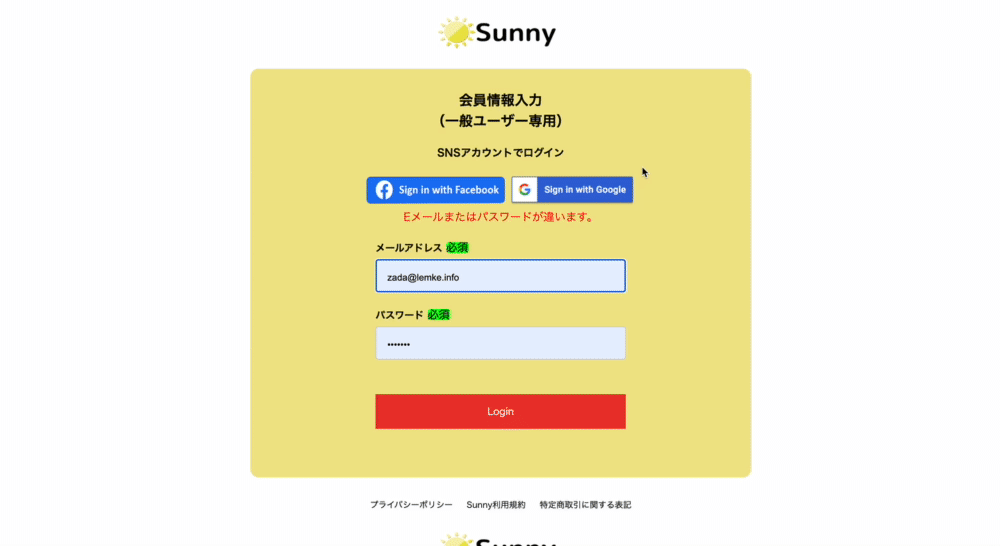 Sunny
会員情報入力
（一般ユーザー専用）
SNSアカウントでログイン
Sign in with Facebook
Sign in with Google
Eメールまたはパスワードが違います。
メールアドレス 必須
zada@lemke.info
パスワード 必須
•••••••
Login
プライバシーポリシー Sunny利用規約 特定商取引に関する表記
Sunny